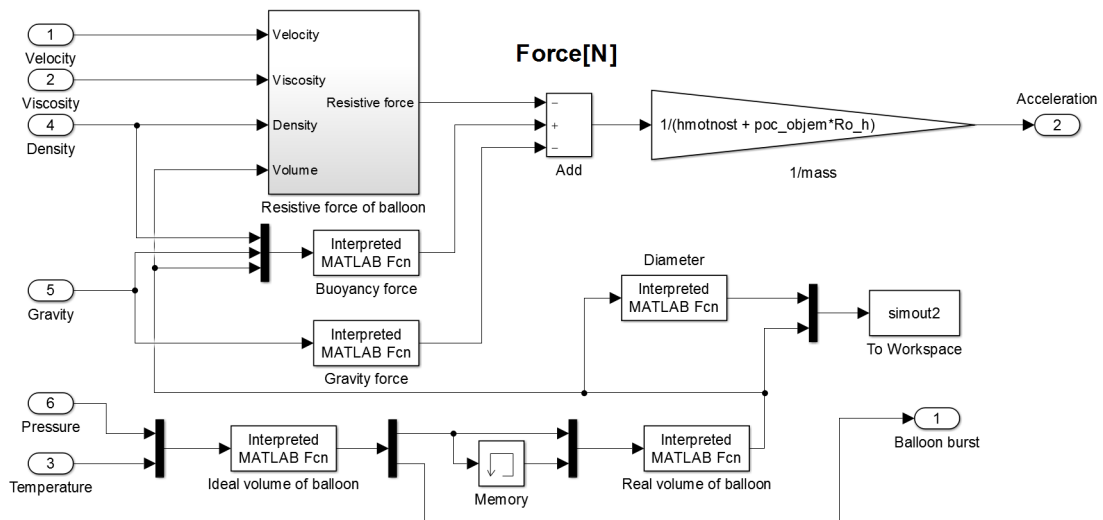 1
Velocity
2
Viscosity
4
Density
Velocity
Viscosity
Density
Volume
Resistive force
Resistive force of balloon
Force[N]
−
+
−
Add
1/(hmotnost + poc_objem*Ro_h)
1/mass
Acceleration
2
Interpreted
MATLAB Fcn
Buoyancy force
5
Gravity
Interpreted
MATLAB Fcn
Gravity force
Diameter
Interpreted
MATLAB Fcn
simout2
To Workspace
6
Pressure
3
Temperature
Interpreted
MATLAB Fcn
Ideal volume of balloon
Memory
Interpreted
MATLAB Fcn
Real volume of balloon
1
Balloon burst